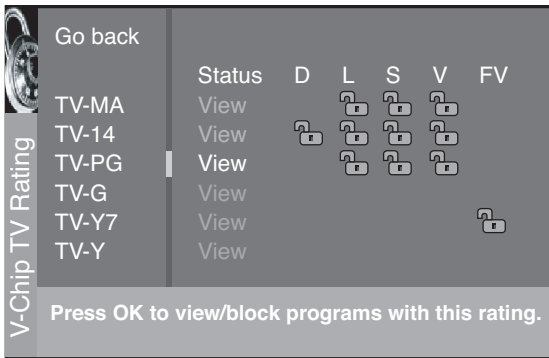 Go back
Status D L S V FV
TV-MA View
TV-14 View
TV-PG View
TV-G View
TV-Y7 View
TV-Y View
V-Chip TV Rating
Press OK to view/block programs with this rating.